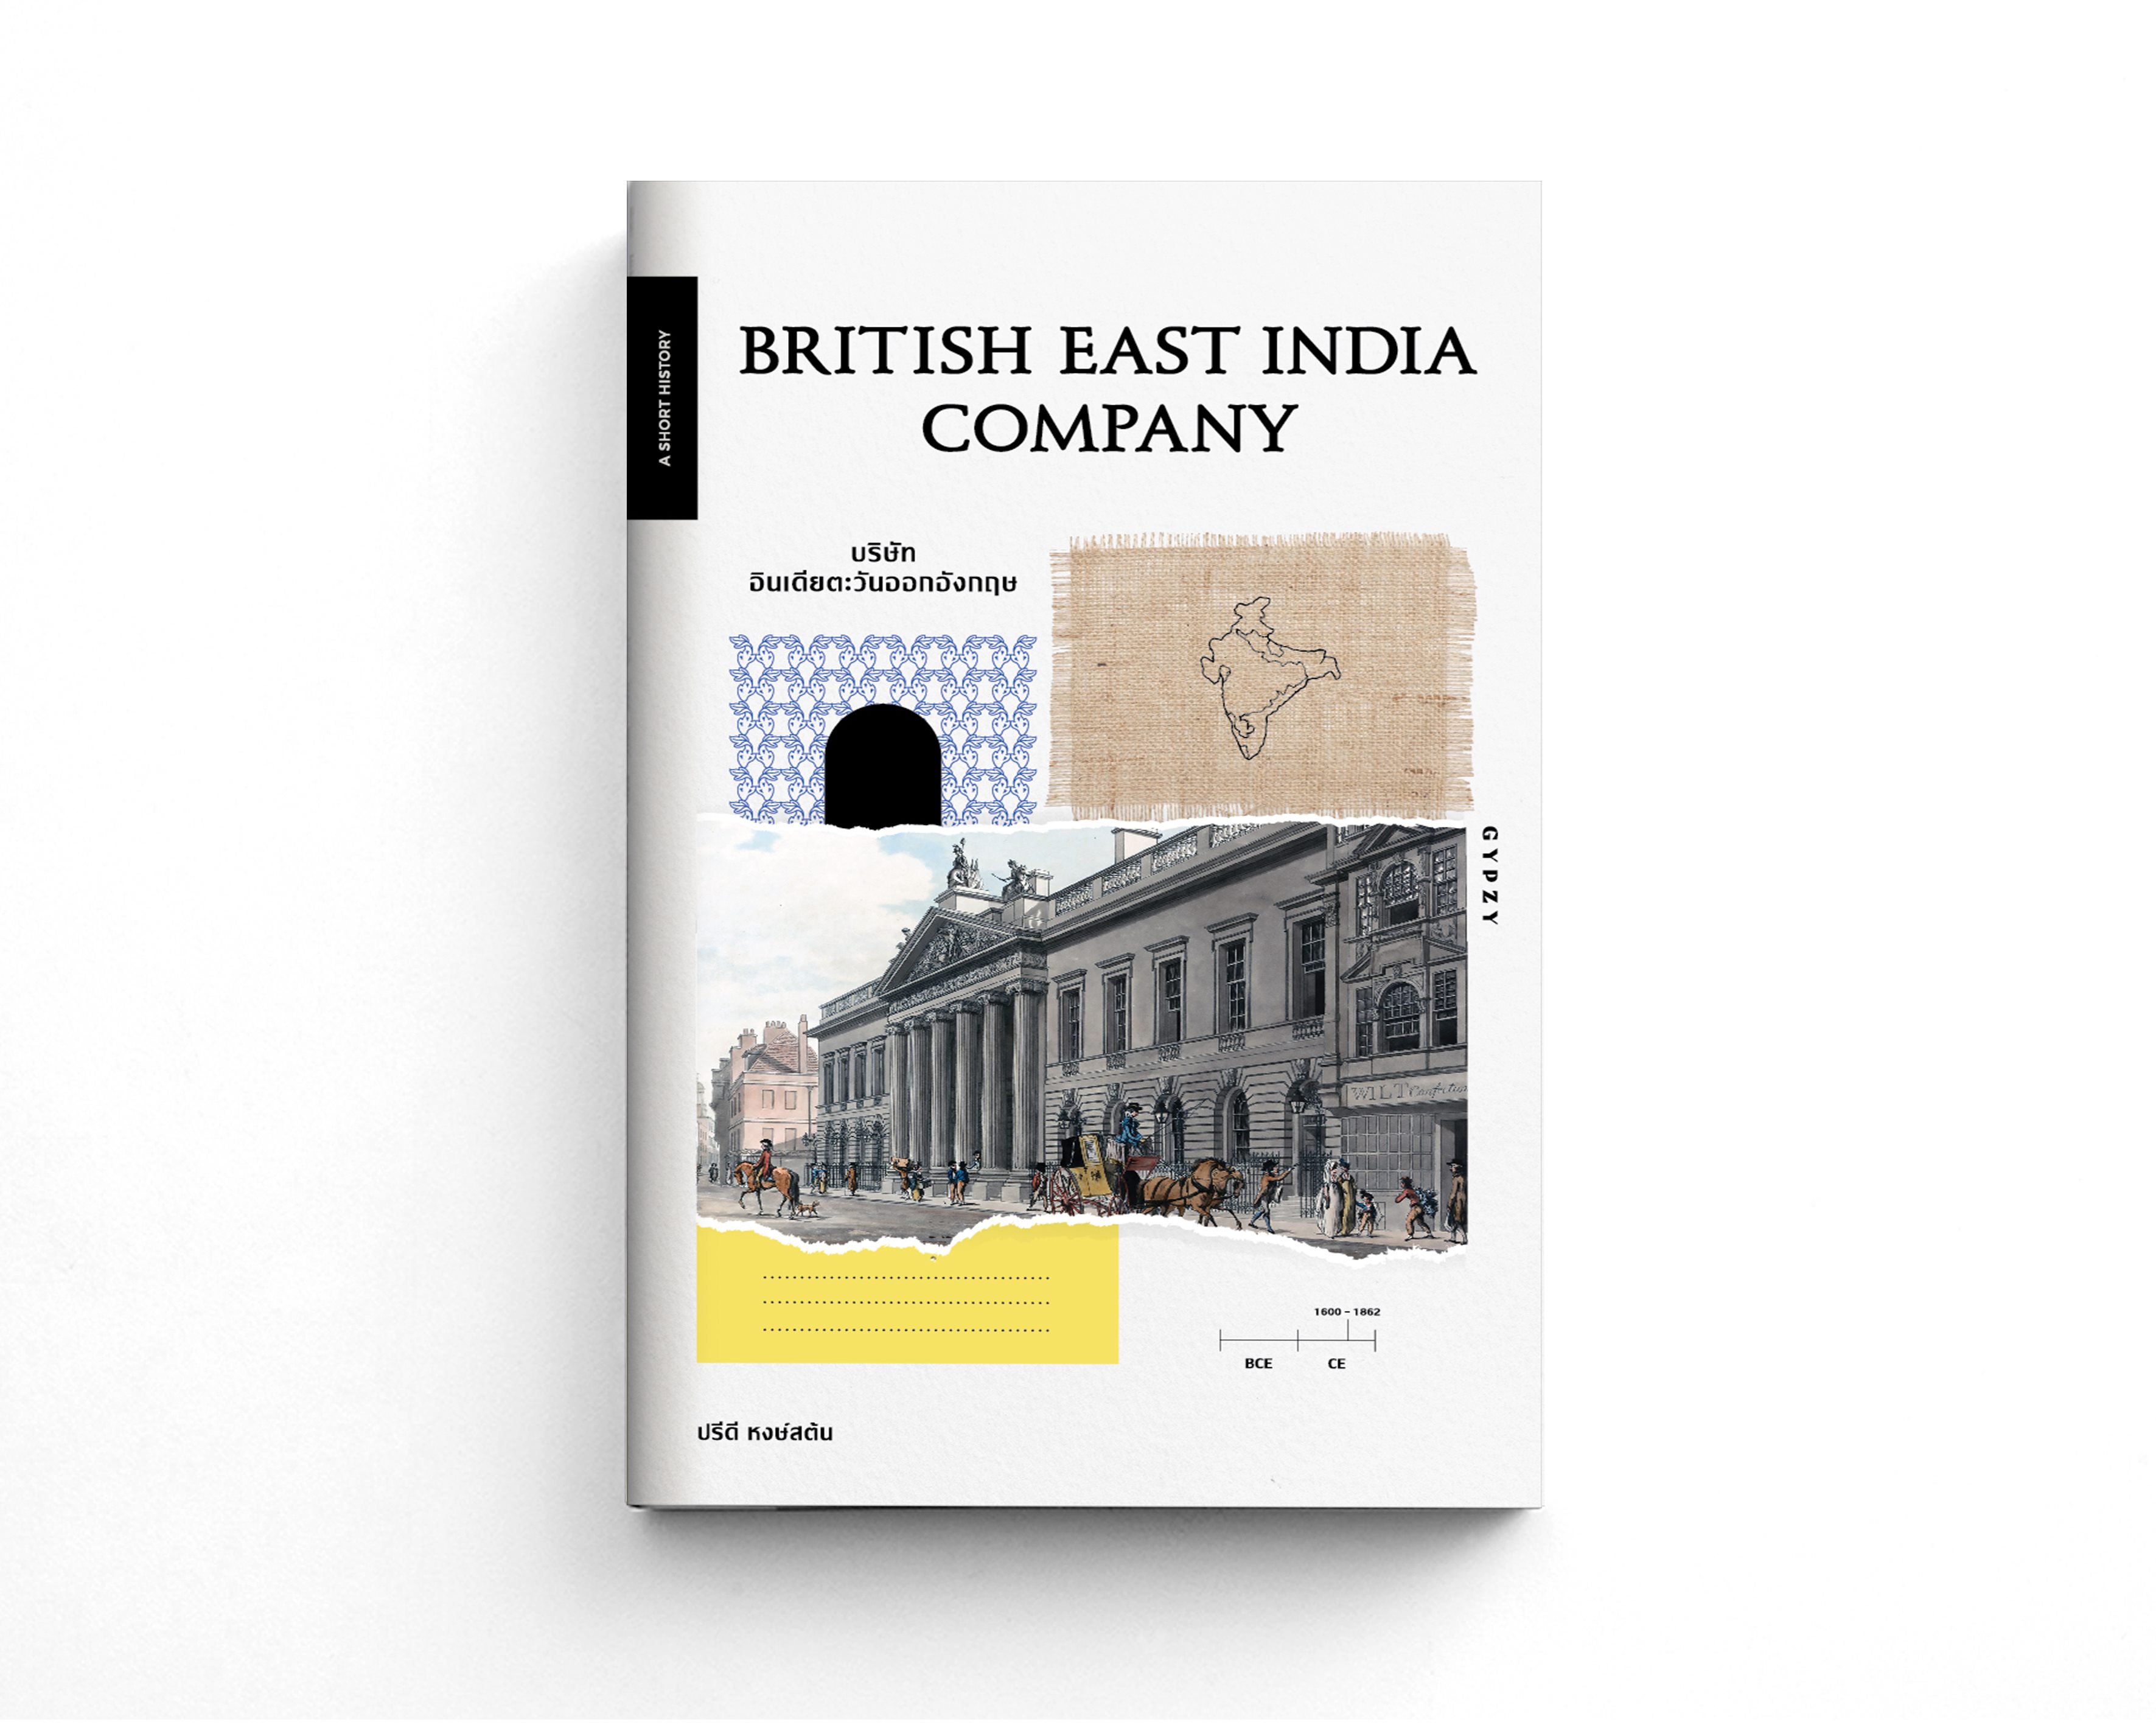 A SHORT HISTORY
BRITISH EAST INDIA
COMPANY
บริษัท
อินเดียตะวันออกอังกฤษ
GYPZY
WILT Confectio
1600 – 1862
BCE CE
ปรีดี หงษ์สต้น